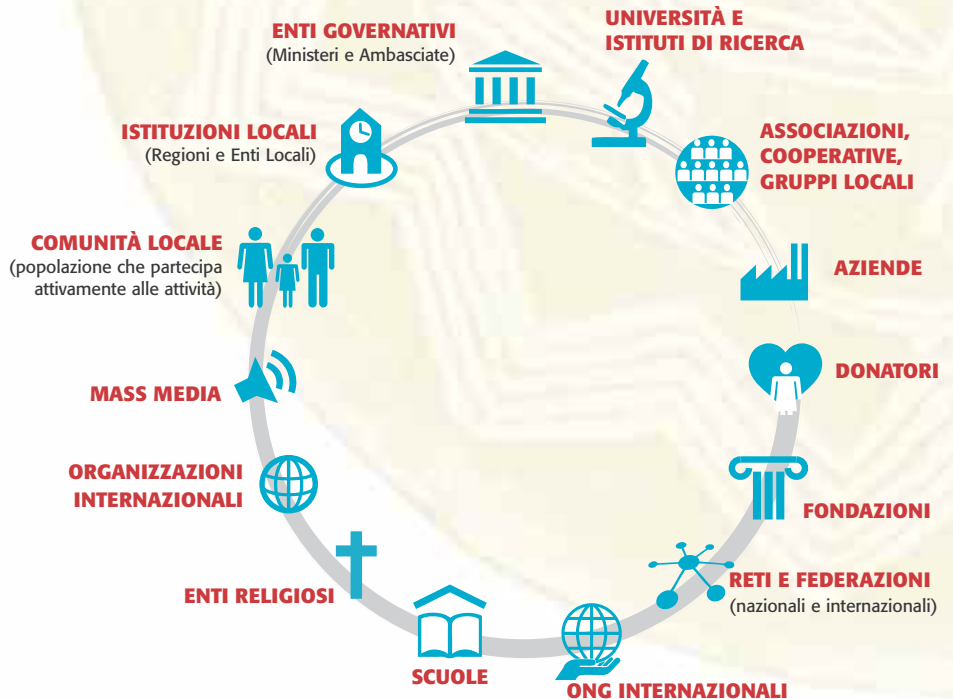 ENTI GOVERNATIVI
(Ministeri e Ambasciate)
UNIVERSITÀ E
ISTITUTI DI RICERCA
ASSOCIAZIONI,
COOPERATIVE,
GRUPPI LOCALI
AZIENDE
DONATORI
FONDAZIONI
RETI E FEDERAZIONI
(nazionali e internazionali)
ONG INTERNAZIONALI
SCUOLE
ENTI RELIGIOSI
ORGANIZZAZIONI
INTERNAZIONALI
MASS MEDIA
COMUNITÀ LOCALE
(popolazione che partecipa
attivamente alle attività)
ISTITUZIONI LOCALI
(Regioni e Enti Locali)